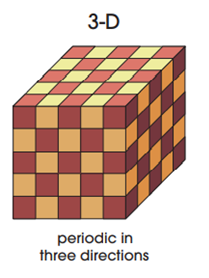 3-D
periodic in
three directions